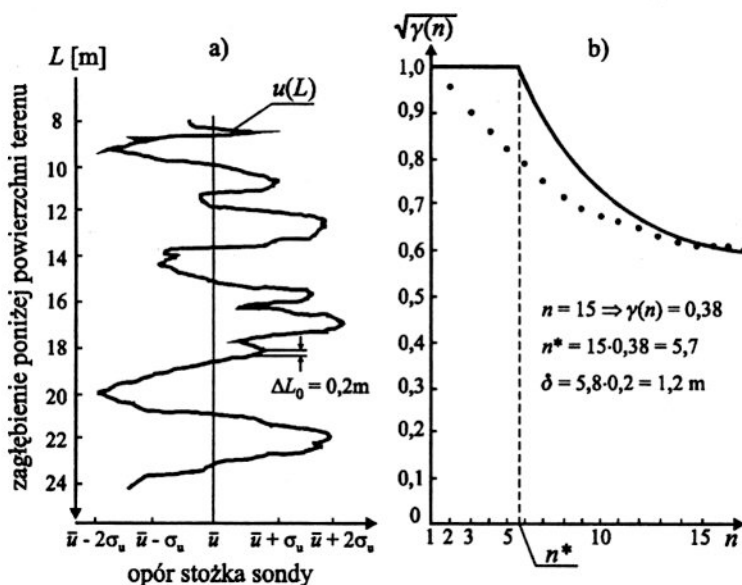 a)
L [m]
u(L)
8
10
12
14
16
18
20
22
24
ΔL₀ = 0,2m
zagłębienie poniżej powierzchni terenu
u̅ - 2σᵤ u̅ - σᵤ u̅ u̅ + σᵤ u̅ + 2σᵤ
opór stożka sondy
√γ(n)
b)
1,0
0,9
0,8
0,7
0,6
0,5
0,4
0,3
0,2
0,1
0
n = 15 ⇒ γ(n) = 0,38
n* = 15·0,38 = 5,7
δ = 5,8·0,2 = 1,2 m
1 2 3 5 10 15 n
n*